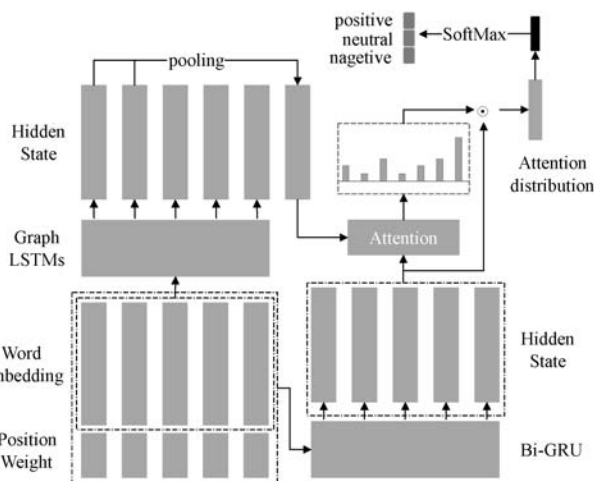 positive
neutral
nagetive
SoftMax
pooling
Hidden
State
Attention
distribution
Graph
LSTMs
Attention
Word
mbedding
Hidden
State
Position
Weight
Bi-GRU